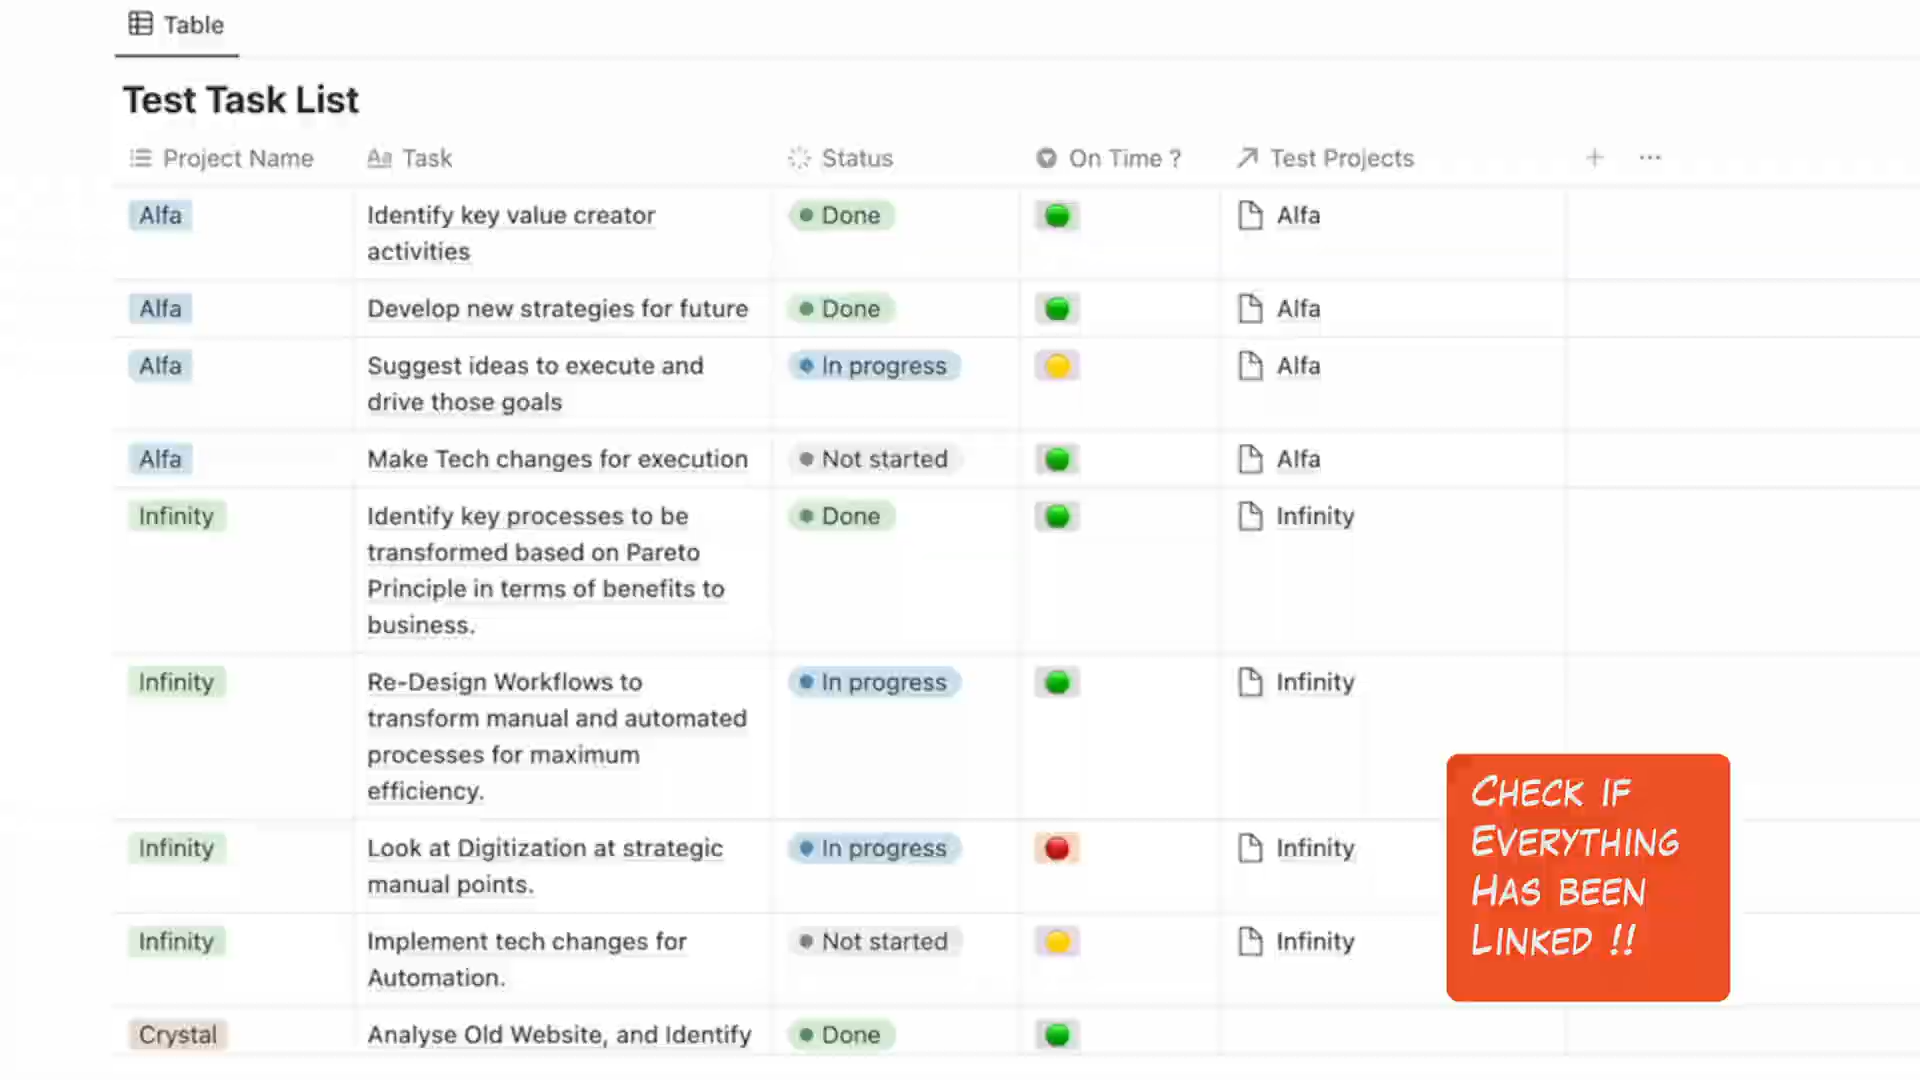 Table
Test Task List
Project Name Aa Task Status On Time ? Test Projects + ...
Alfa Identify key value creator Done Alfa
activities
Alfa Develop new strategies for future Done Alfa
Alfa Suggest ideas to execute and In progress Alfa
drive those goals
Alfa Make Tech changes for execution Not started Alfa
Infinity Identify key processes to be Done Infinity
transformed based on Pareto
Principle in terms of benefits to
business.
Infinity Re-Design Workflows to In progress Infinity
transform manual and automated
processes for maximum
efficiency.
Infinity Look at Digitization at strategic In progress Infinity
manual points.
Infinity Implement tech changes for Not started Infinity
Automation.
Crystal Analyse Old Website, and Identify Done
CHECK IF
EVERYTHING
HAS BEEN
LINKED !!